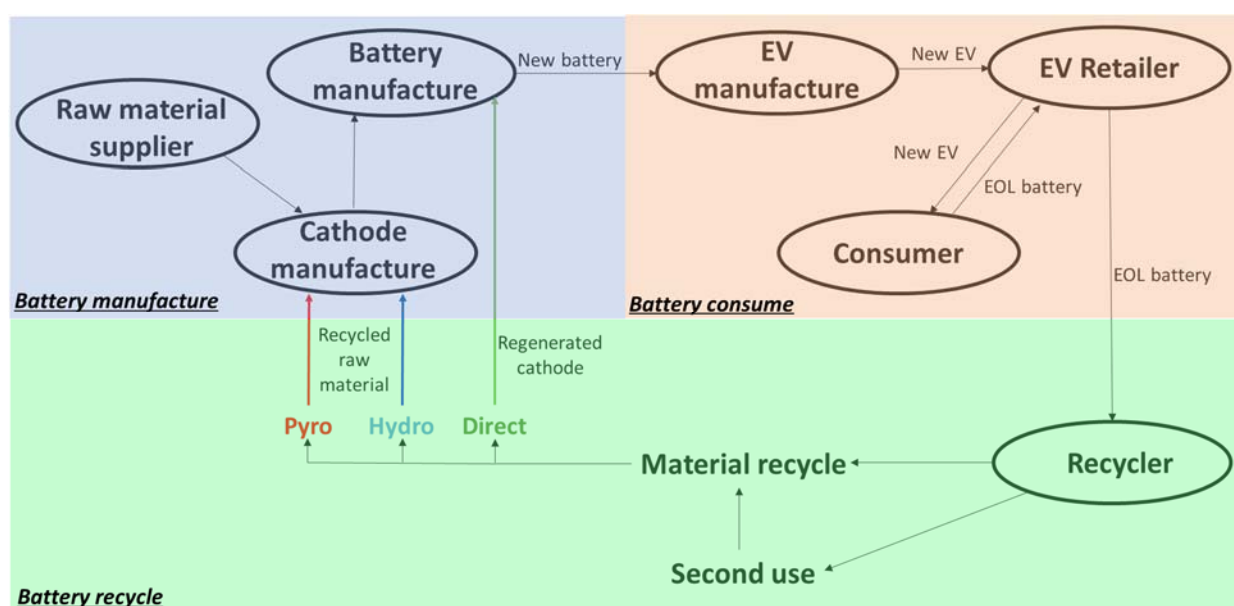 Battery
manufacture
New battery
EV
manufacture
New EV
EV Retailer
Raw material
supplier
New EV
EOL battery
Cathode
manufacture
Consumer
EOL battery
Battery manufacture
Battery consume
Recycled
raw
material
Regenerated
cathode
Pyro
Hydro
Direct
Material recycle
Recycler
Second use
Battery recycle